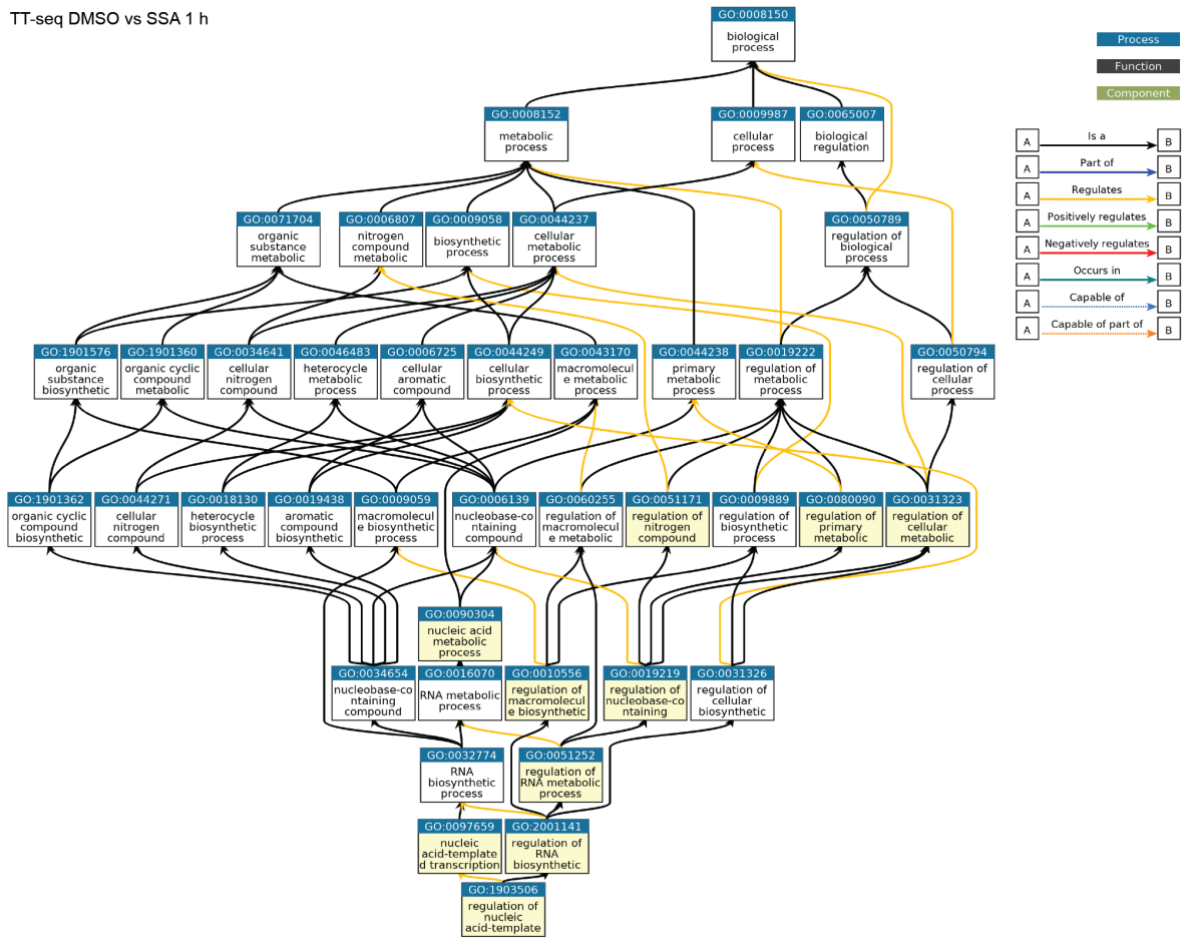 TT-seq DMSO vs SSA 1 h
GO:0008150
biological
process
Process
Function
Component
GO:0008152
metabolic
process
GO:0009987
cellular
process
GO:0065007
biological
regulation
A Is a B
A Part of B
A Regulates B
A Positively regulates B
A Negatively regulates B
A Occurs in B
A Capable of B
A Capable of part of B
GO:0071704
organic
substance
metabolic
GO:0006807
nitrogen
compound
metabolic
GO:0009058
biosynthetic
process
GO:0044237
cellular
metabolic
process
GO:0050789
regulation of
biological
process
GO:1901576
organic
substance
biosynthetic
GO:1901360
organic cyclic
compound
metabolic
GO:0034641
cellular
nitrogen
compound
GO:0046483
heterocycle
metabolic
process
GO:0006725
cellular
aromatic
compound
GO:0044249
cellular
biosynthetic
process
GO:0043170
macromolecul
e metabolic
process
GO:0044238
primary
metabolic
process
GO:0019222
regulation of
metabolic
process
GO:0050794
regulation of
cellular
process
GO:1901362
organic cyclic
compound
biosynthetic
GO:0044271
cellular
nitrogen
compound
GO:0018130
heterocycle
biosynthetic
process
GO:0019438
aromatic
compound
biosynthetic
GO:0009059
macromolecul
e biosynthetic
process
GO:0006139
nucleobase-co
ntaining
compound
GO:0060255
regulation of
macromolecul
e metabolic
GO:0051171
regulation of
nitrogen
compound
GO:0009889
regulation of
biosynthetic
process
GO:0080090
regulation of
primary
metabolic
GO:0031323
regulation of
cellular
metabolic
GO:0090304
nucleic acid
metabolic
process
GO:0034654
nucleobase-co
ntaining
compound
GO:0016070
RNA metabolic
process
GO:0010556
regulation of
macromolecul
e biosynthetic
GO:0019219
regulation of
nucleobase-co
ntaining
GO:0031326
regulation of
cellular
biosynthetic
GO:0032774
RNA
biosynthetic
process
GO:0051252
regulation of
RNA metabolic
process
GO:0097659
nucleic
acid-template
d transcription
GO:2001141
regulation of
RNA
biosynthetic
GO:1903506
regulation of
nucleic
acid-template